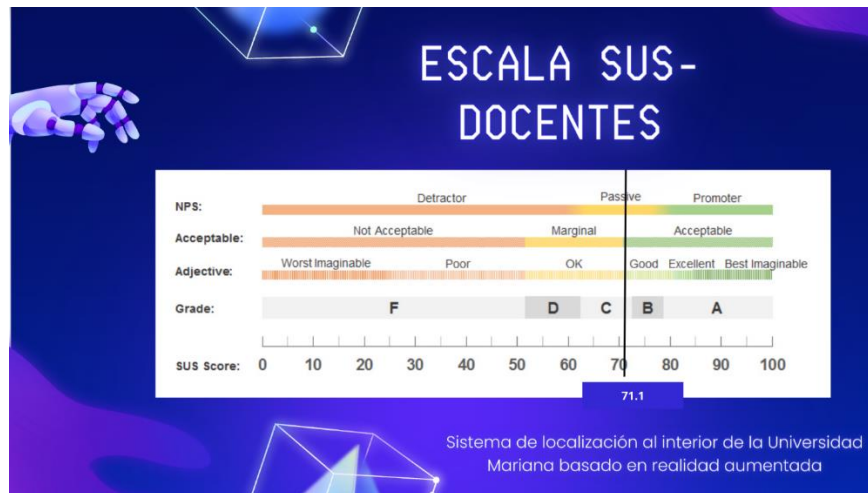 ESCALA SUS-
DOCENTES
NPS: Detractor Passive Promoter
Acceptable: Not Acceptable Marginal Acceptable
Adjective: Worst Imaginable Poor OK Good Excellent Best Imaginable
Grade: F D C B A
SUS Score: 0 10 20 30 40 50 60 70 80 90 100
71.1
Sistema de localización al interior de la Universidad
Mariana basado en realidad aumentada